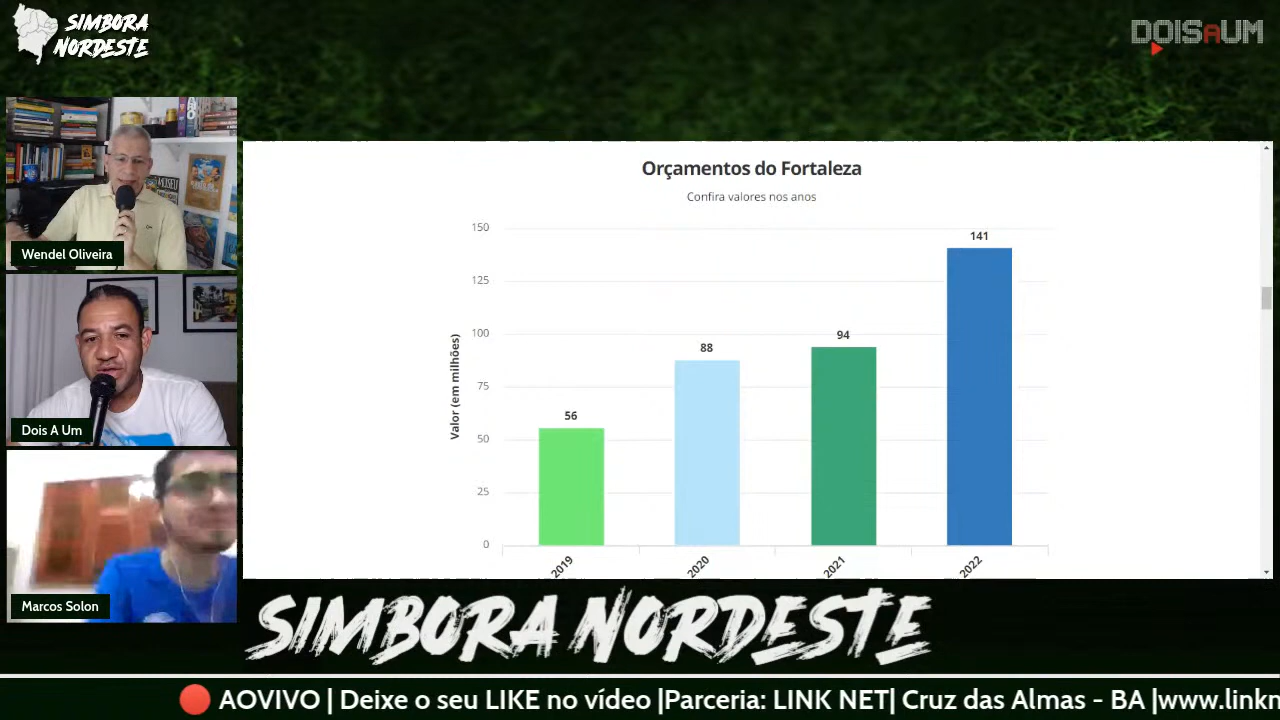 SIMBORA
NORDESTE
DOISAUM
Wendel Oliveira
Dois A Um
Marcos Solon
Orçamentos do Fortaleza
Confira valores nos anos
Valor (em milhões)
150
125
100
75
50
25
0
56
88
94
141
2019
2020
2021
2022
SIMBORA NORDESTE
AOVIVO | Deixe o seu LIKE no vídeo |Parceria: LINK NET| Cruz das Almas - BA |www.linkn